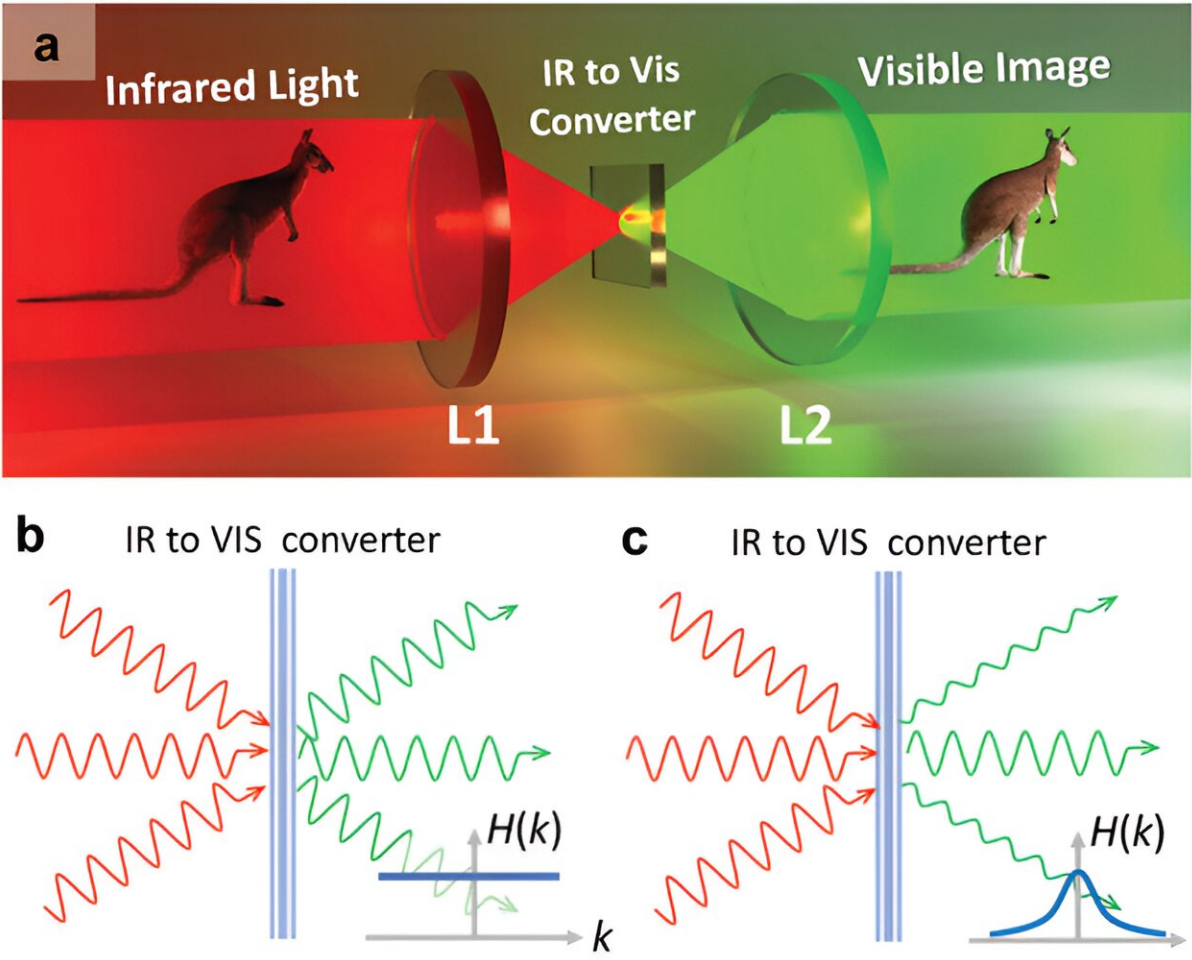 a
Infrared Light
IR to Vis
Converter
Visible Image
L1
L2
b
IR to VIS converter
H(k)
k
c
IR to VIS converter
H(k)